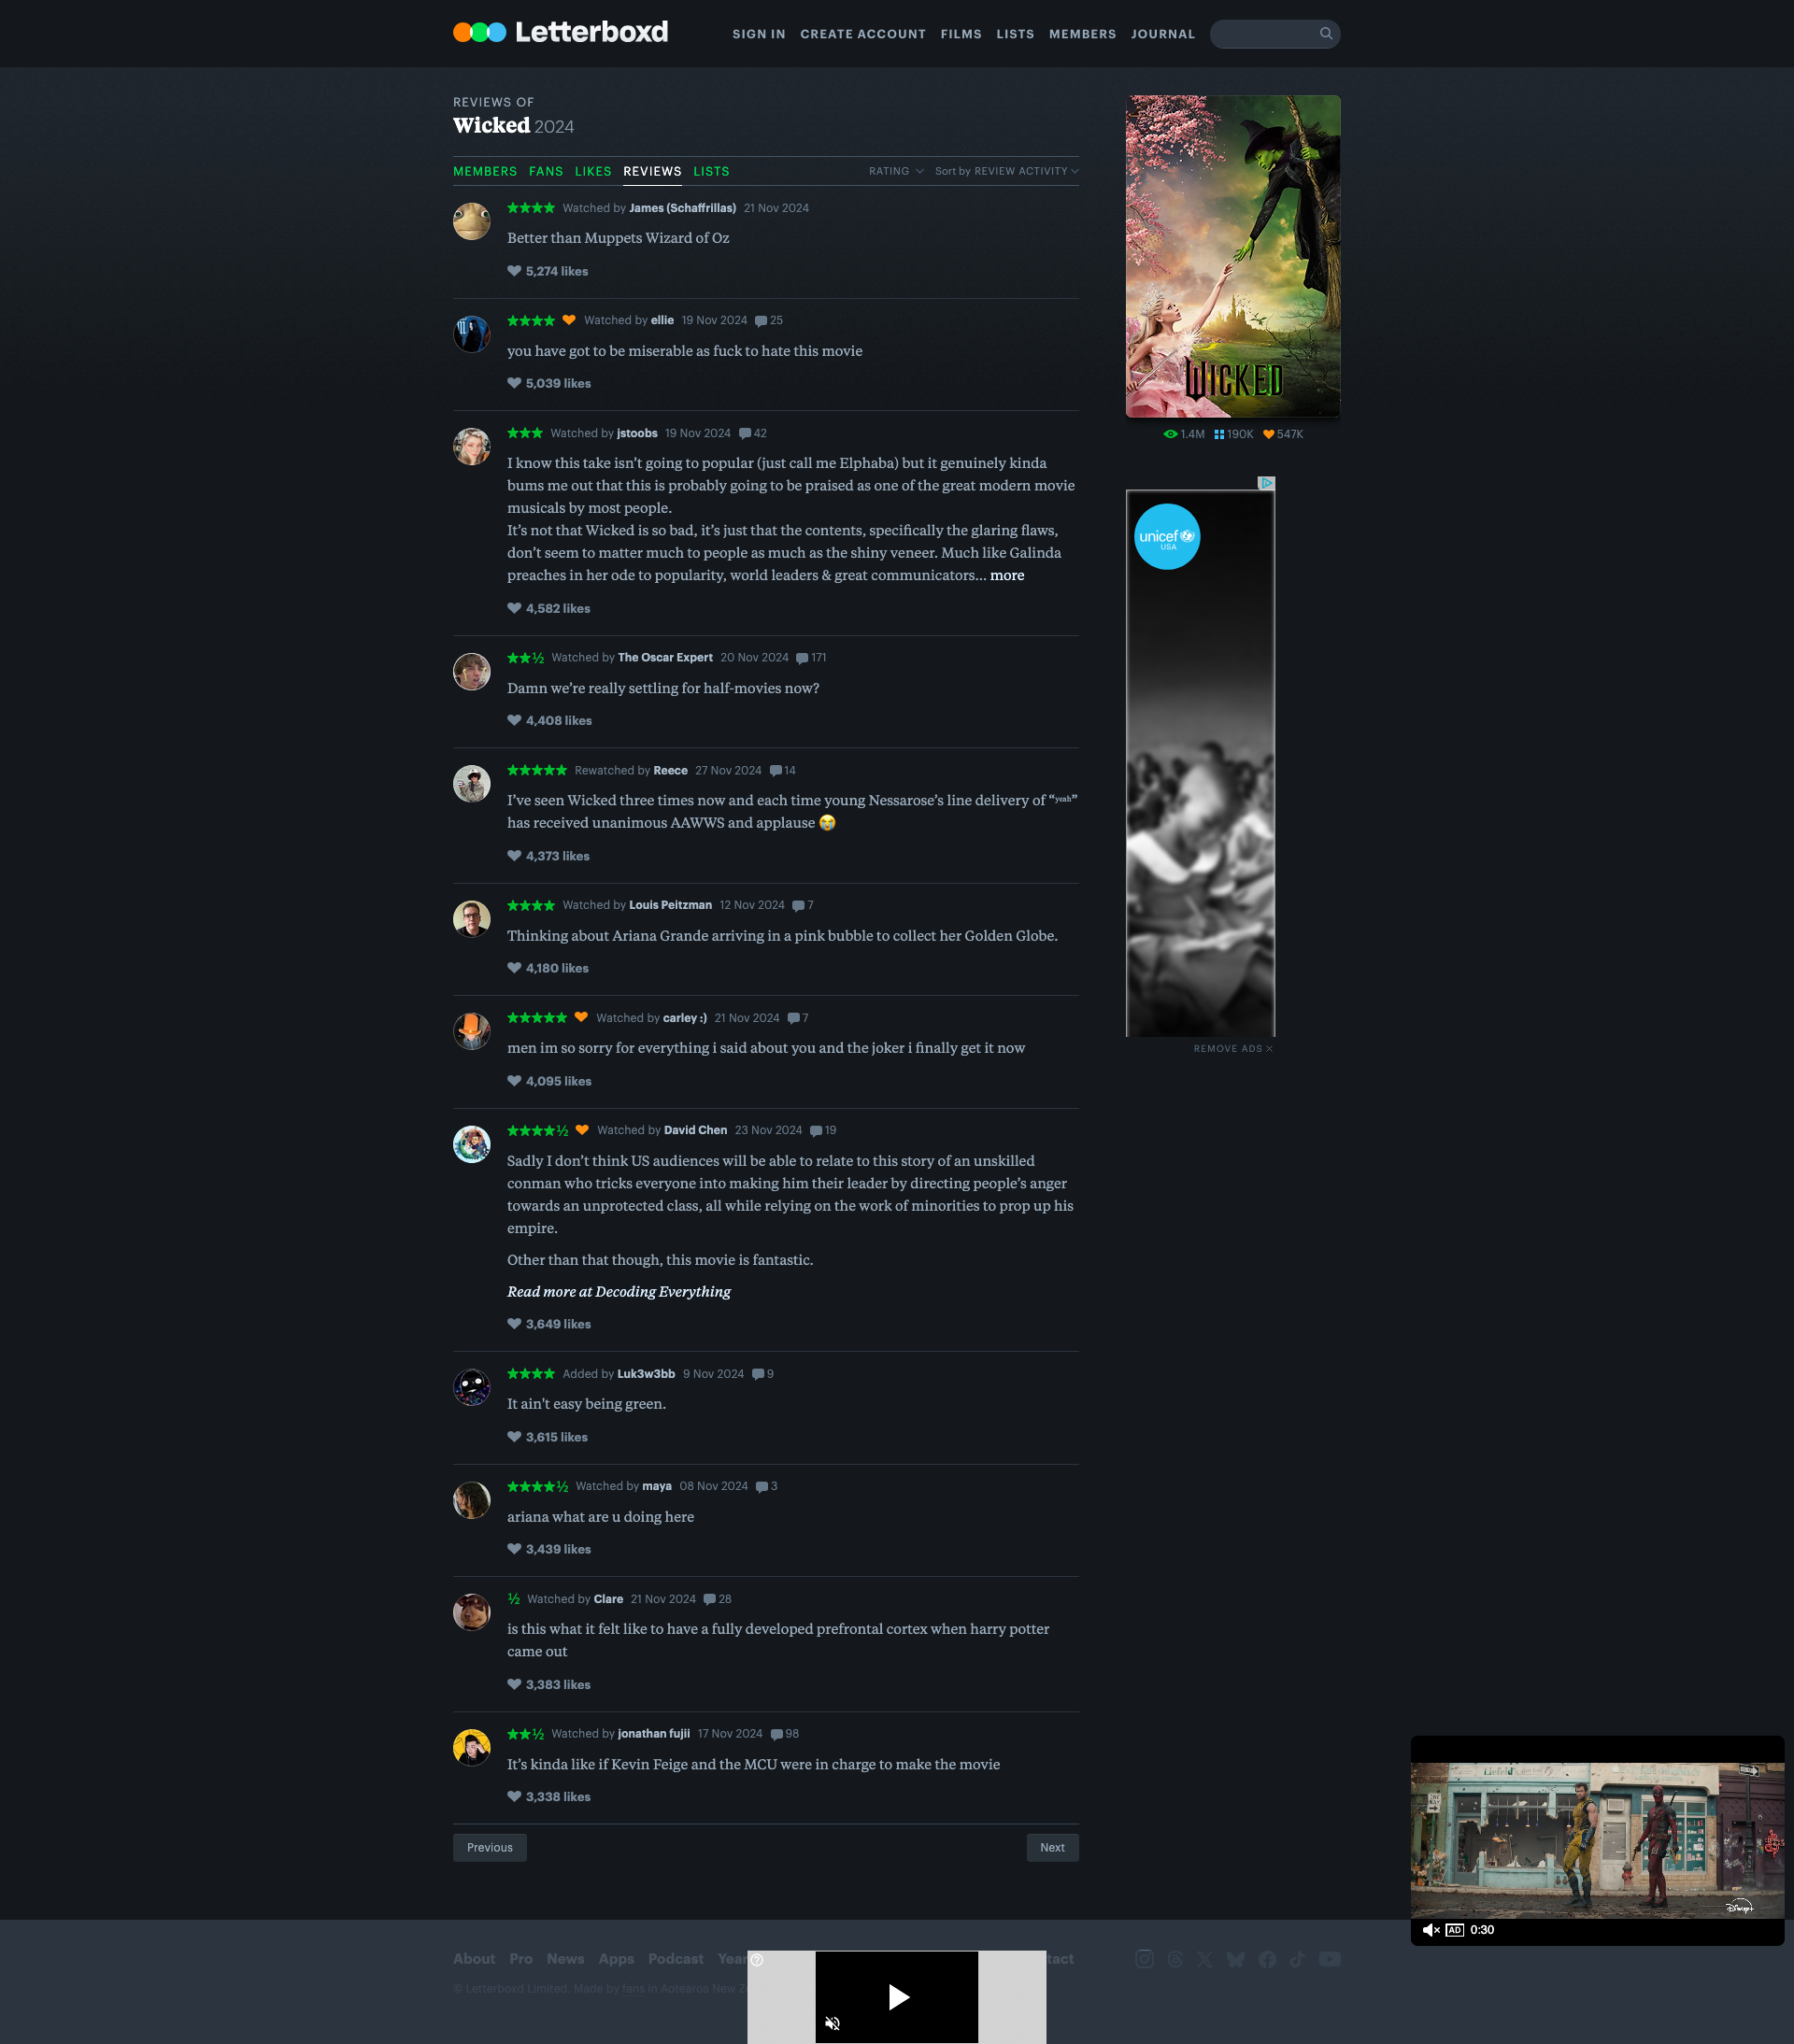 Letterboxd
SIGN IN CREATE ACCOUNT FILMS LISTS MEMBERS JOURNAL
REVIEWS OF
Wicked 2024
MEMBERS FANS LIKES REVIEWS LISTS
RATING Sort by REVIEW ACTIVITY
★★★★ Watched by James (Schaffrillas) 21 Nov 2024
Better than Muppets Wizard of Oz
5,274 likes
★★★★ Watched by ellie 19 Nov 2024 25
you have got to be miserable as fuck to hate this movie
5,039 likes
★★★ Watched by jstoobs 19 Nov 2024 42
I know this take isn’t going to popular (just call me Elphaba) but it genuinely kinda
bums me out that this is probably going to be praised as one of the great modern movie
musicals by most people.
It’s not that Wicked is so bad, it’s just that the contents, specifically the glaring flaws,
don’t seem to matter much to people as much as the shiny veneer. Much like Galinda
preaches in her ode to popularity, world leaders & great communicators... more
4,582 likes
★★½ Watched by The Oscar Expert 20 Nov 2024 171
Damn we’re really settling for half-movies now?
4,408 likes
★★★★★ Rewatched by Reece 27 Nov 2024 14
I’ve seen Wicked three times now and each time young Nessarose’s line delivery of “yeah”
has received unanimous AAWWS and applause 😭
4,373 likes
★★★★ Watched by Louis Peitzman 12 Nov 2024 7
Thinking about Ariana Grande arriving in a pink bubble to collect her Golden Globe.
4,180 likes
★★★★★ Watched by carley :) 21 Nov 2024 7
men im so sorry for everything i said about you and the joker i finally get it now
4,095 likes
★★★★½ Watched by David Chen 23 Nov 2024 19
Sadly I don’t think US audiences will be able to relate to this story of an unskilled
conman who tricks everyone into making him their leader by directing people’s anger
towards an unprotected class, all while relying on the work of minorities to prop up his
empire.
Other than that though, this movie is fantastic.
Read more at Decoding Everything
3,649 likes
★★★★ Added by Luk3w3bb 9 Nov 2024 9
It ain't easy being green.
3,615 likes
★★★★½ Watched by maya 08 Nov 2024 3
ariana what are u doing here
3,439 likes
½ Watched by Clare 21 Nov 2024 28
is this what it felt like to have a fully developed prefrontal cortex when harry potter
came out
3,383 likes
★★½ Watched by jonathan fujii 17 Nov 2024 98
It’s kinda like if Kevin Feige and the MCU were in charge to make the movie
3,338 likes
Previous Next
WICKED
1.4M 190K 547K
unicef
USA
REMOVE ADS
Disney+
AD 0:30
About Pro News Apps Podcast Year tact
© Letterboxd Limited. Made by fans in Aotearoa New Z